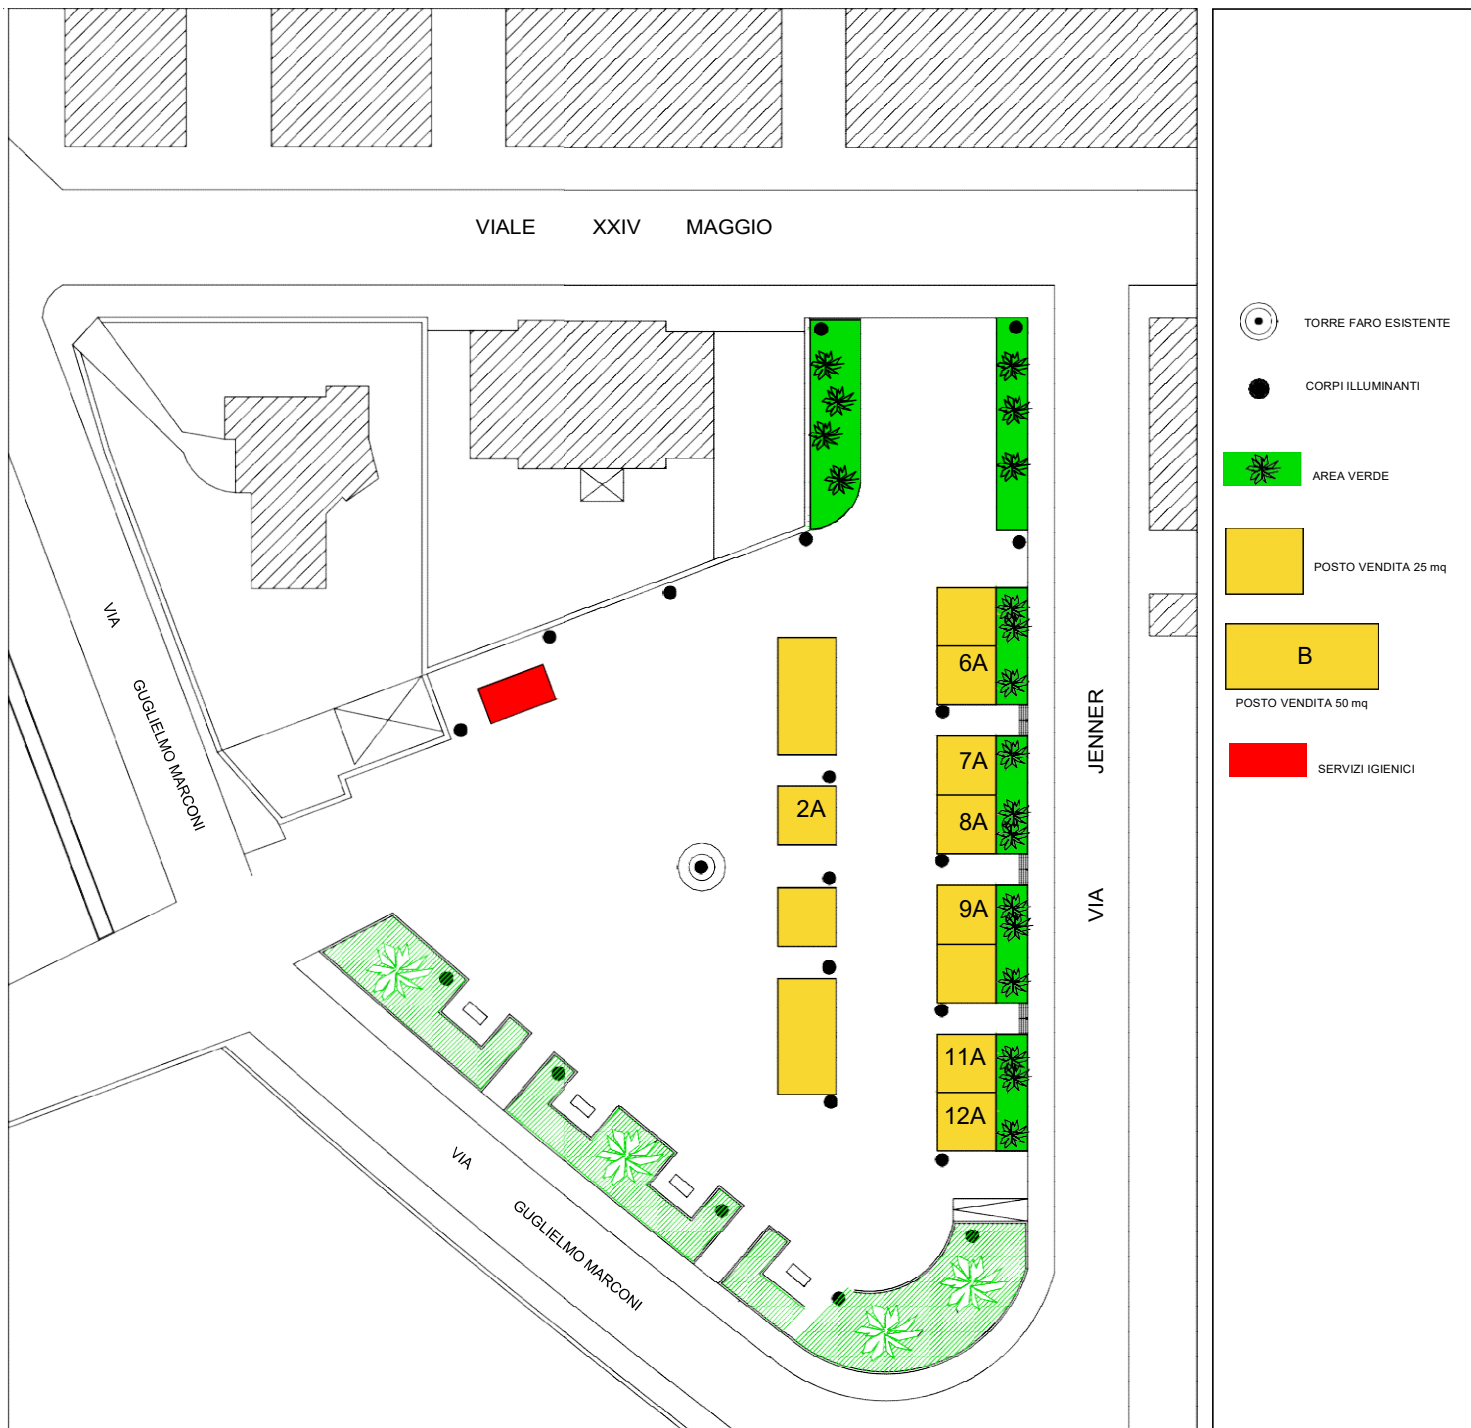 VIALE XXIV MAGGIO
TORRE FARO ESISTENTE
CORPI ILLUMINANTI
AREA VERDE
POSTO VENDITA 25 mq
B
POSTO VENDITA 50 mq
SERVIZI IGIENICI
VIA GUGLIELMO MARCONI
6A
7A
2A
8A
9A
11A
12A
VIA JENNER
VIA GUGLIELMO MARCONI